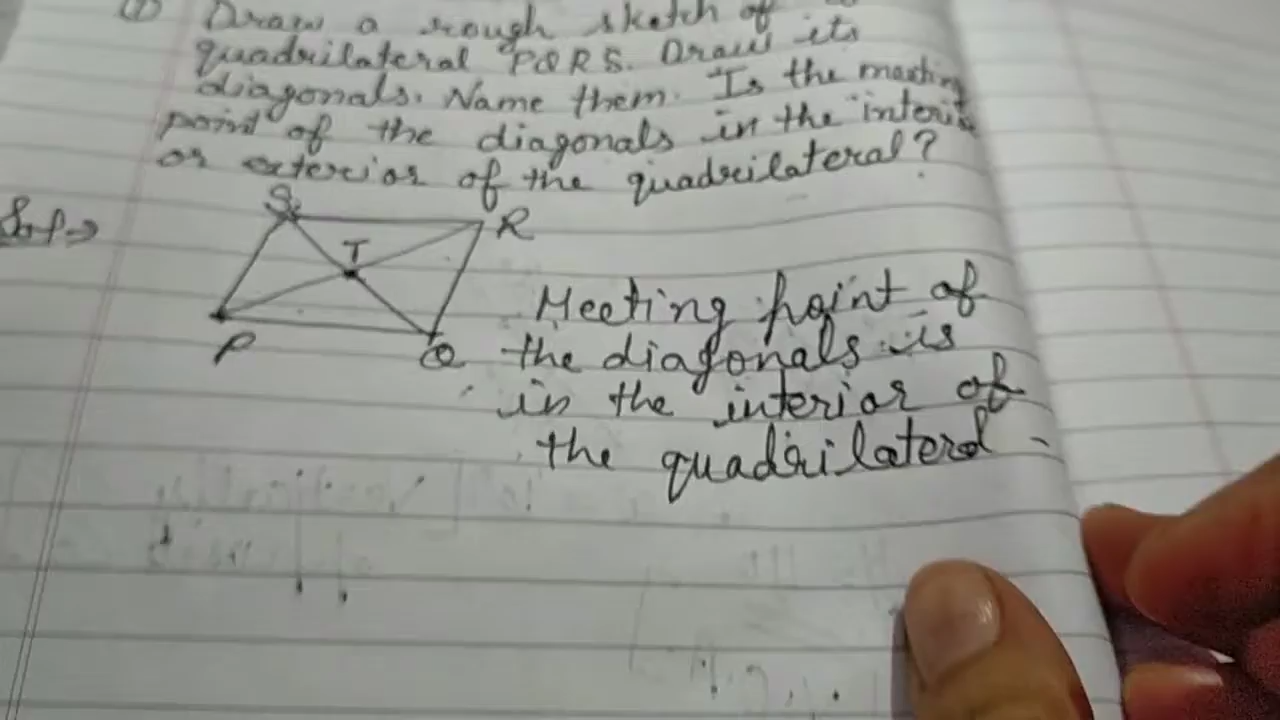 ① Draw a rough sketch of
quadrilateral PQRS. Draw its
diagonals. Name them. Is the meeting
point of the diagonals in the interior
or exterior of the quadrilateral?
Sol→
S
R
T
P
Q
Meeting point of
the diagonals is
in the interior of
the quadrilateral -